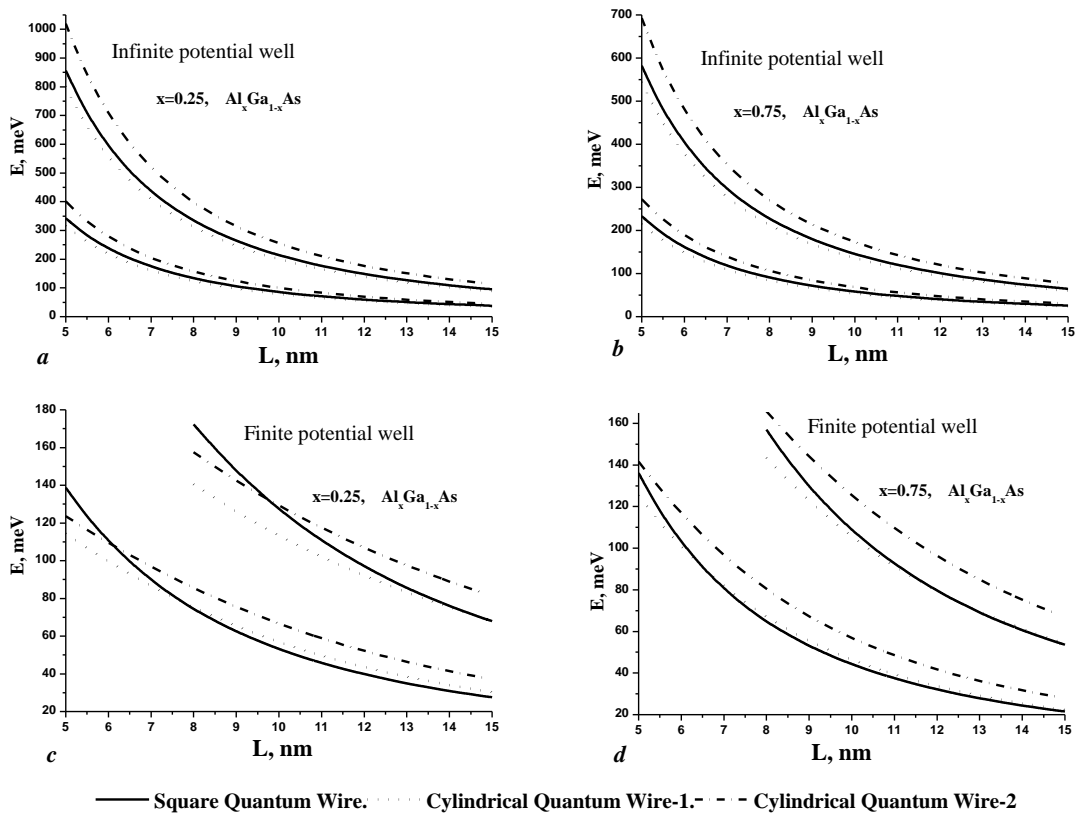 1000
900
800
700
600
500
400
300
200
100
0
E, meV
Infinite potential well
x=0.25, AlxGa1-xAs
5 6 7 8 9 10 11 12 13 14 15
a
L, nm
700
600
500
400
300
200
100
0
E, meV
Infinite potential well
x=0.75, AlxGa1-xAs
5 6 7 8 9 10 11 12 13 14 15
b
L, nm
180
160
140
120
100
80
60
40
20
E, meV
Finite potential well
x=0.25, AlxGa1-xAs
5 6 7 8 9 10 11 12 13 14 15
c
L, nm
160
140
120
100
80
60
40
20
E, meV
Finite potential well
x=0.75, AlxGa1-xAs
5 6 7 8 9 10 11 12 13 14 15
d
L, nm
Square Quantum Wire. Cylindrical Quantum Wire-1. Cylindrical Quantum Wire-2